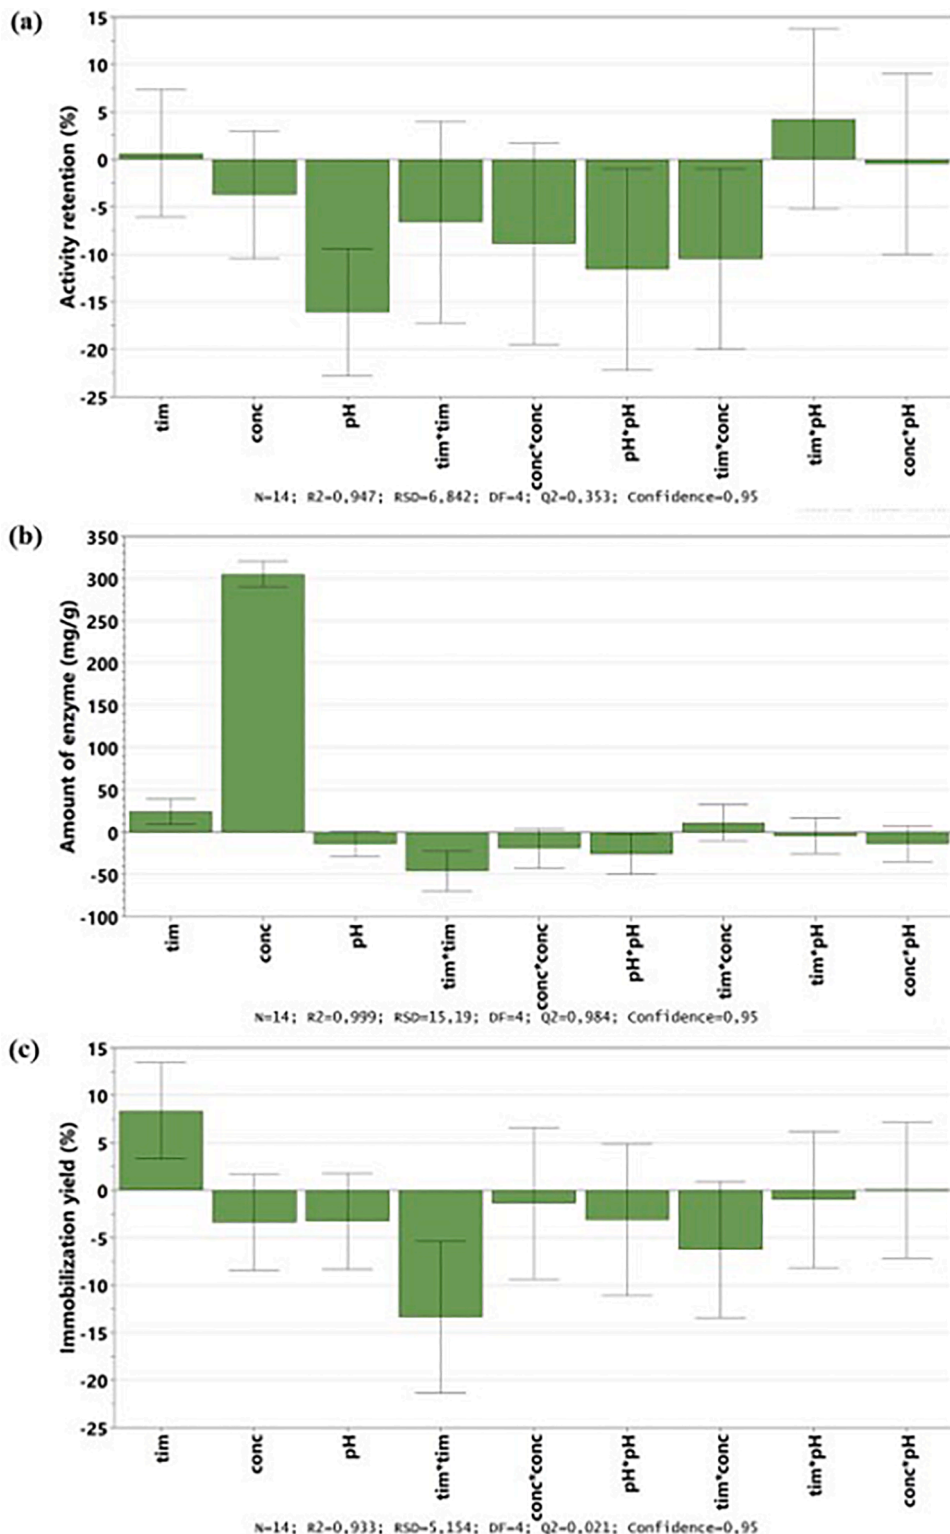 (a)
Activity retention (%)
15
10
5
0
-5
-10
-15
-20
-25
tim
conc
pH
tim*tim
conc*conc
pH*pH
tim*conc
tim*pH
conc*pH
N=14; R2=0,947; RSD=6,842; DF=4; Q2=0,353; Confidence=0,95
(b)
Amount of enzyme (mg/g)
350
300
250
200
150
100
50
0
-50
-100
tim
conc
pH
tim*tim
conc*conc
pH*pH
tim*conc
tim*pH
conc*pH
N=14; R2=0,999; RSD=15,19; DF=4; Q2=0,984; Confidence=0,95
(c)
Immobilization yield (%)
15
10
5
0
-5
-10
-15
-20
-25
tim
conc
pH
tim*tim
conc*conc
pH*pH
tim*conc
tim*pH
conc*pH
N=14; R2=0,933; RSD=5,154; DF=4; Q2=0,021; Confidence=0,95